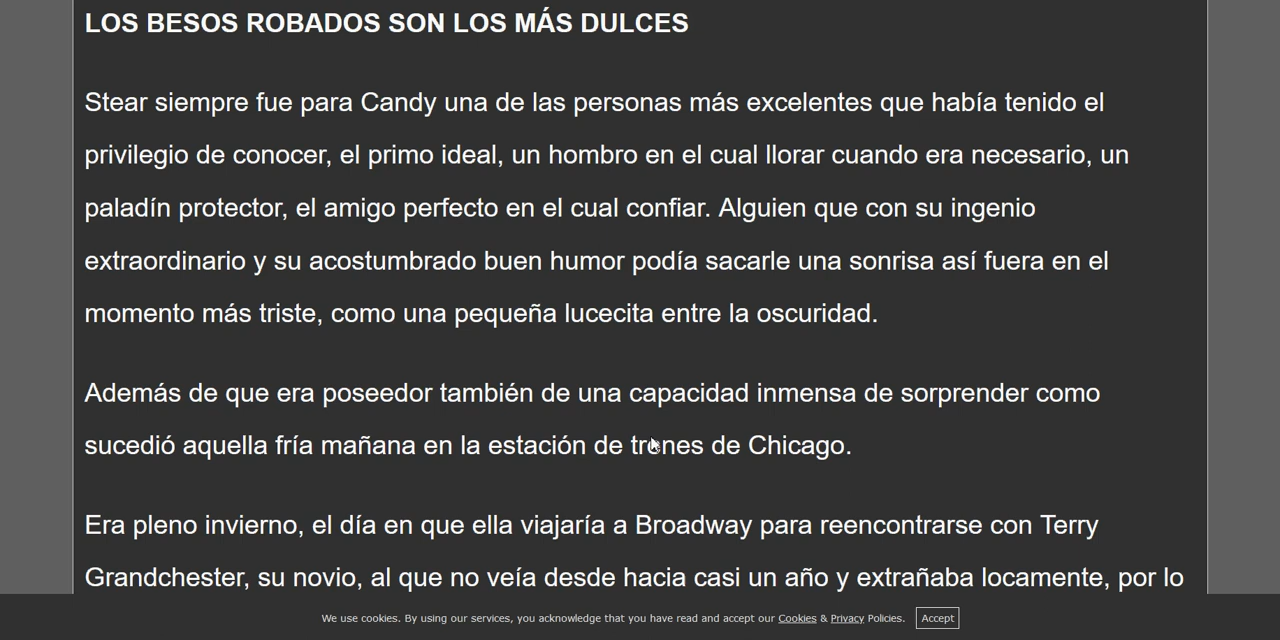 LOS BESOS ROBADOS SON LOS MÁS DULCES
Stear siempre fue para Candy una de las personas más excelentes que había tenido el
privilegio de conocer, el primo ideal, un hombro en el cual llorar cuando era necesario, un
paladín protector, el amigo perfecto en el cual confiar. Alguien que con su ingenio
extraordinario y su acostumbrado buen humor podía sacarle una sonrisa así fuera en el
momento más triste, como una pequeña lucecita entre la oscuridad.
Además de que era poseedor también de una capacidad inmensa de sorprender como
sucedió aquella fría mañana en la estación de trenes de Chicago.
Era pleno invierno, el día en que ella viajaría a Broadway para reencontrarse con Terry
Grandchester, su novio, al que no veía desde hacia casi un año y extrañaba locamente, por lo
We use cookies. By using our services, you acknowledge that you have read and accept our Cookies & Privacy Policies. Accept